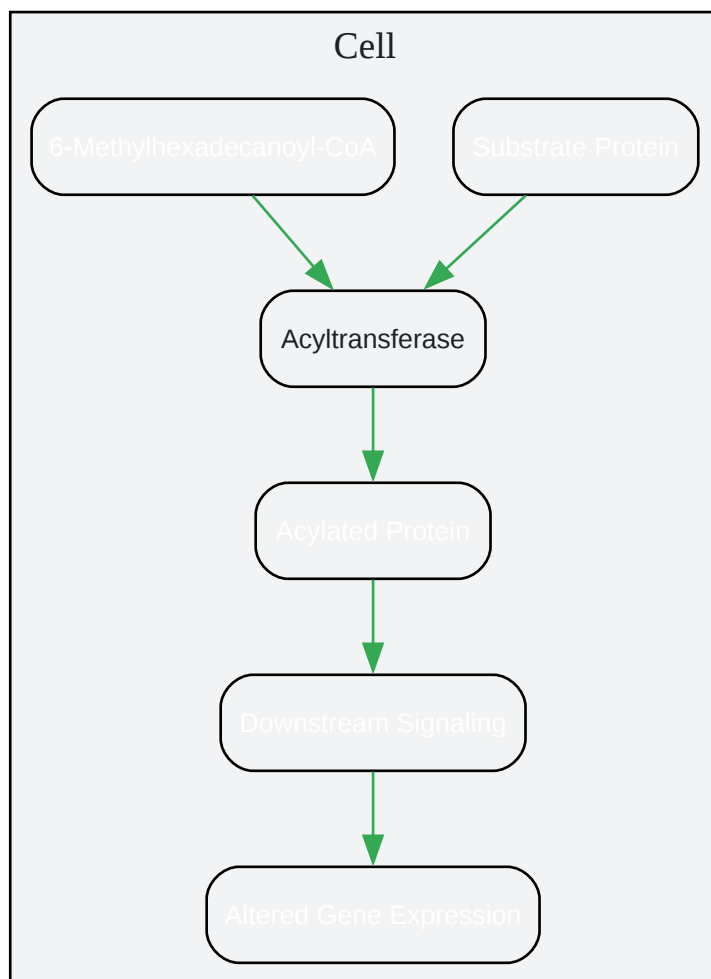 Cell
6-Methylhexadecanoyl-CoA
Substrate Protein
Acyltransferase
Acylated Protein
Downstream Signaling
Altered Gene Expression